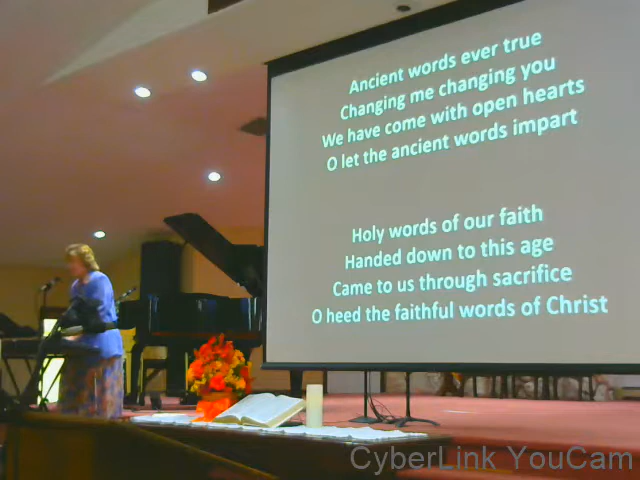 Ancient words ever true
Changing me changing you
We have come with open hearts
O let the ancient words impart
Holy words of our faith
Handed down to this age
Came to us through sacrifice
O heed the faithful words of Christ
CyberLink YouCam